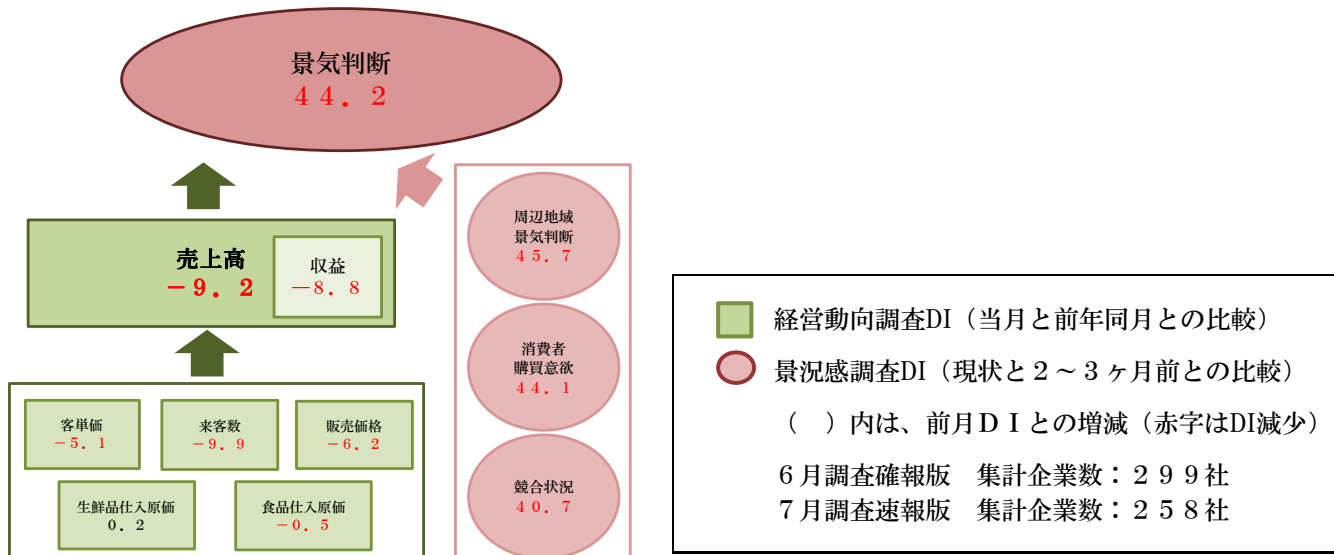 景気判断
４４．２
売上高
－９．２
収益
－８．８
周辺地域
景気判断
４５．７
消費者
購買意欲
４４．１
競合状況
４０．７
客単価
－５．１
来客数
－９．９
販売価格
－６．２
生鮮品仕入原価
０．２
食品仕入原価
－０．５
経営動向調査DI（当月と前年同月との比較）
景況感調査DI（現状と２～３ヶ月前との比較）
（　）内は、前月ＤＩとの増減（赤字はDI減少）
６月調査確報版　集計企業数：２９９社
７月調査速報版　集計企業数：２５８社